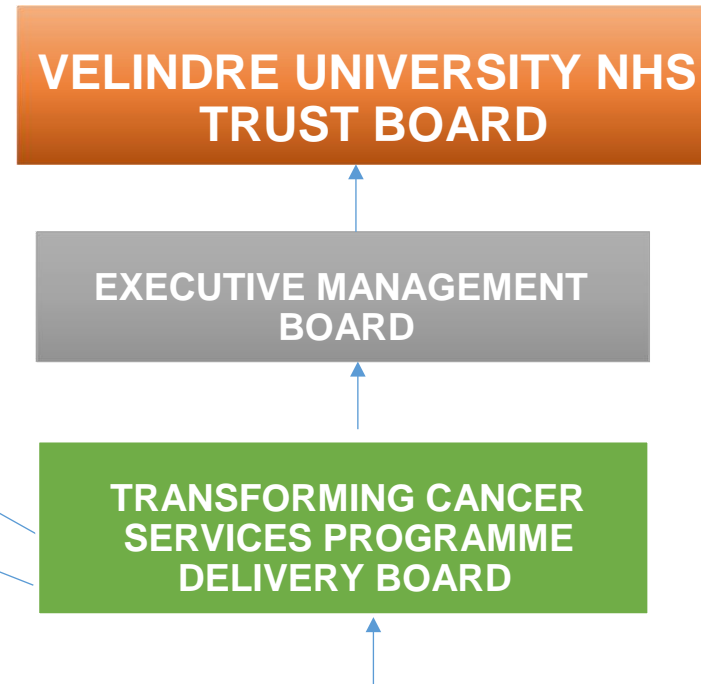 VELINDRE UNIVERSITY NHS
TRUST BOARD
EXECUTIVE MANAGEMENT
BOARD
TRANSFORMING CANCER
SERVICES PROGRAMME
DELIVERY BOARD